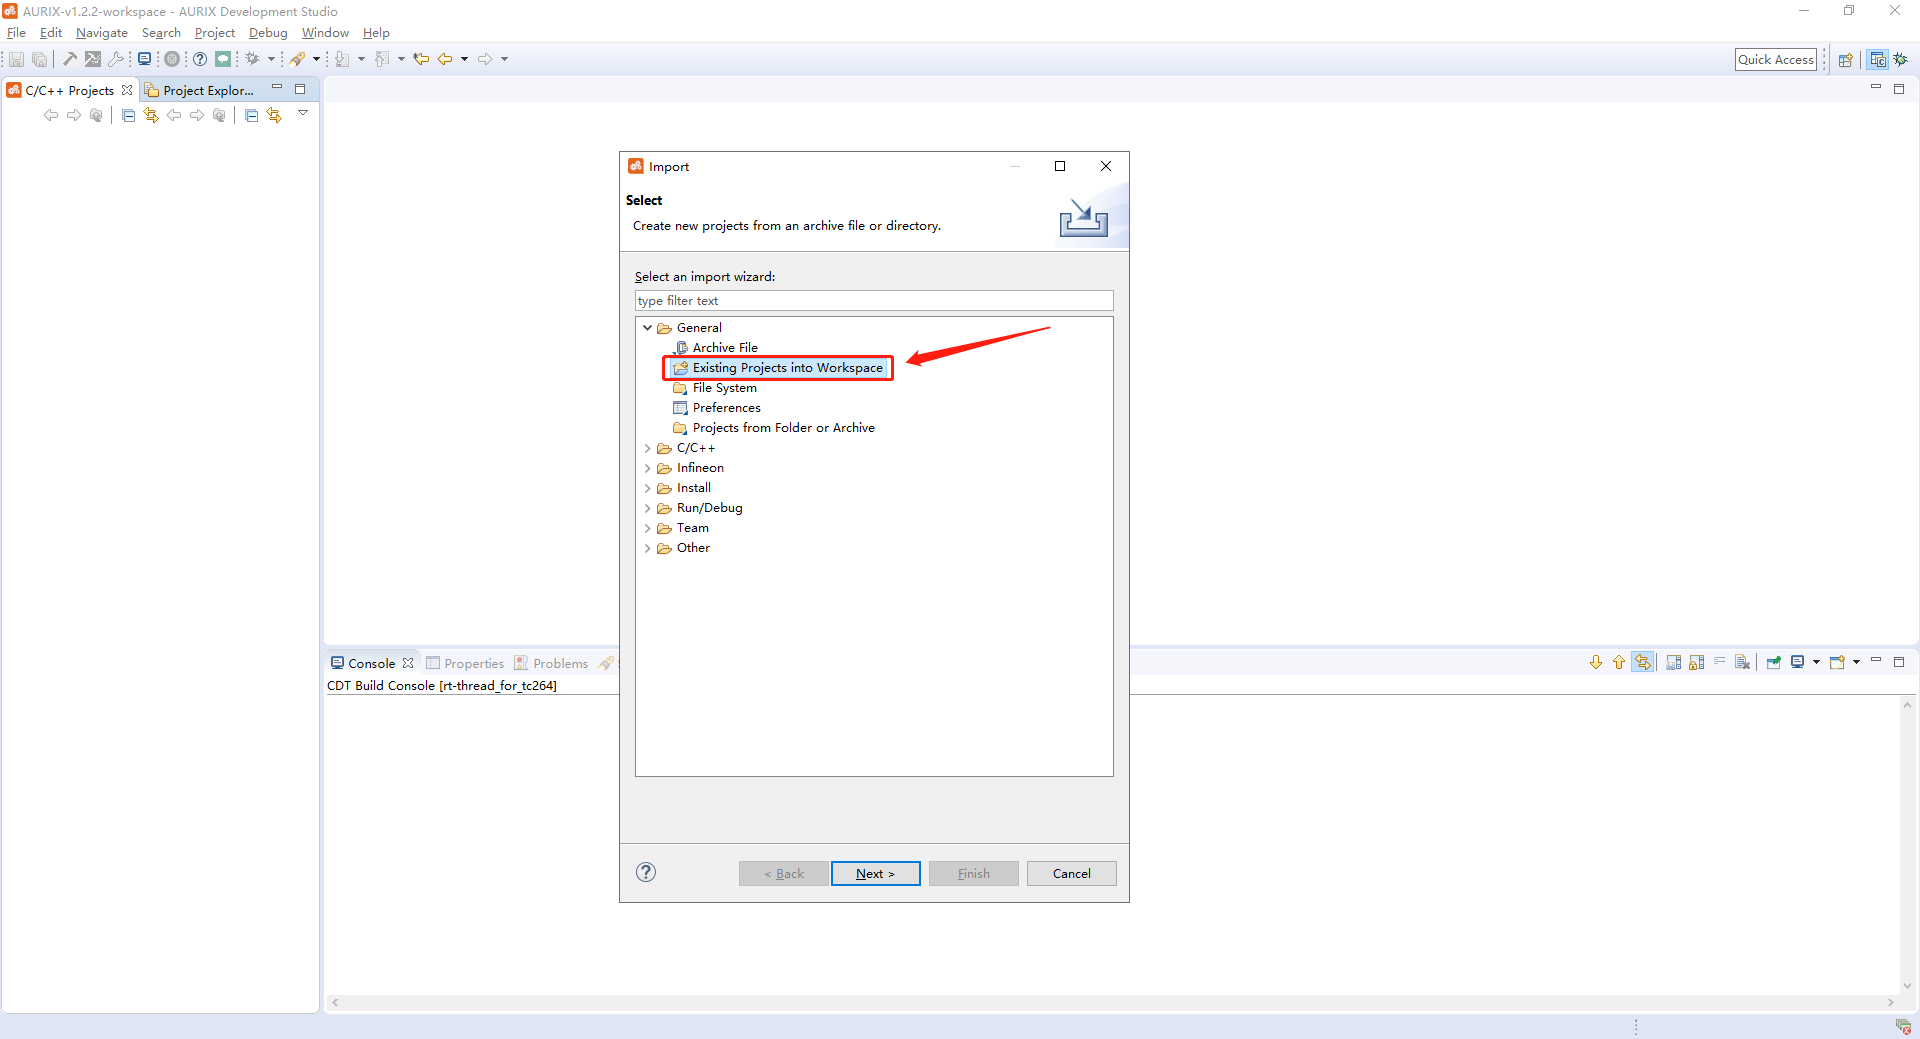 AURIX-v1.2.2-workspace - AURIX Development Studio
File Edit Navigate Search Project Debug Window Help
Quick Access
C/C++ Projects Project Explor...
Import
Select
Create new projects from an archive file or directory.
Select an import wizard:
type filter text
General
Archive File
Existing Projects into Workspace
File System
Preferences
Projects from Folder or Archive
C/C++
Infineon
Install
Run/Debug
Team
Other
< Back Next > Finish Cancel
Console Properties Problems
CDT Build Console [rt-thread_for_tc264]